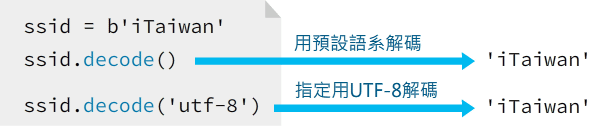 ssid = b'iTaiwan'
ssid.decode() 用預設語系解碼 'iTaiwan'
ssid.decode('utf-8') 指定用UTF-8解碼 'iTaiwan'